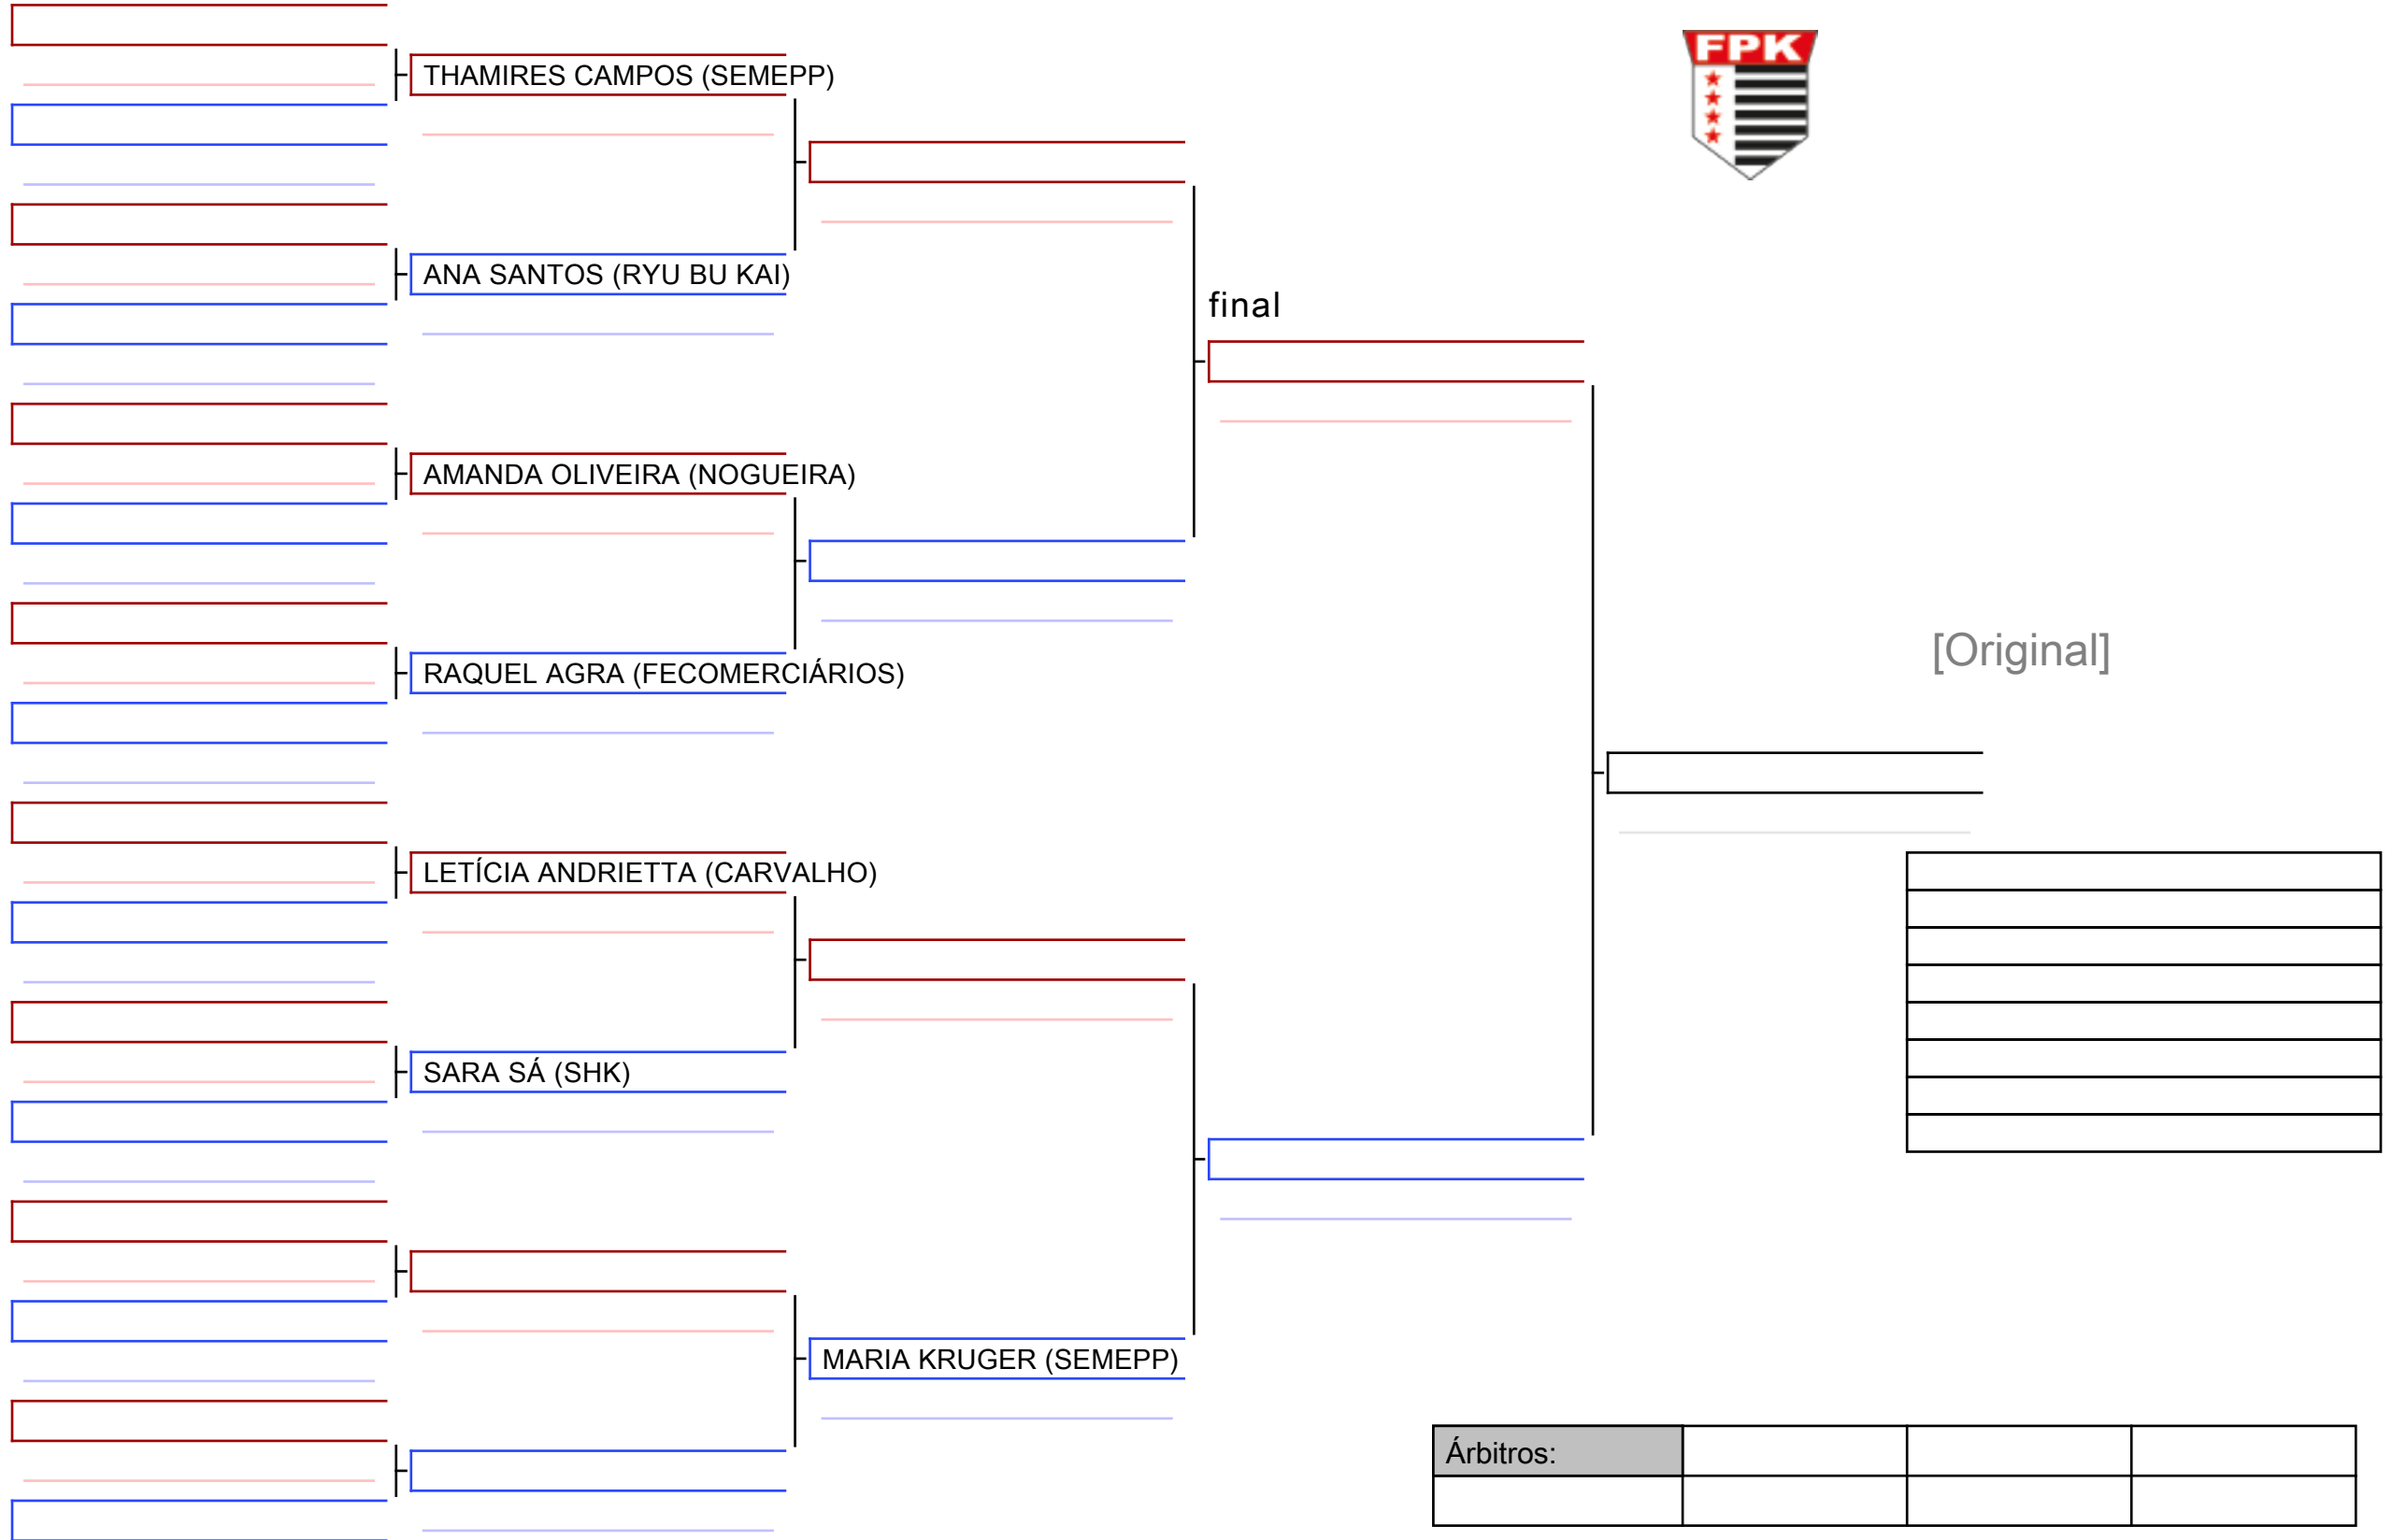 FPK
THAMIRES CAMPOS (SEMEPP)
ANA SANTOS (RYU BU KAI)
final
AMANDA OLIVEIRA (NOGUEIRA)
RAQUEL AGRA (FECOMERCIÁRIOS)
[Original]
LETÍCIA ANDRIETTA (CARVALHO)
SARA SÁ (SHK)
MARIA KRUGER (SEMEPP)
Árbitros: